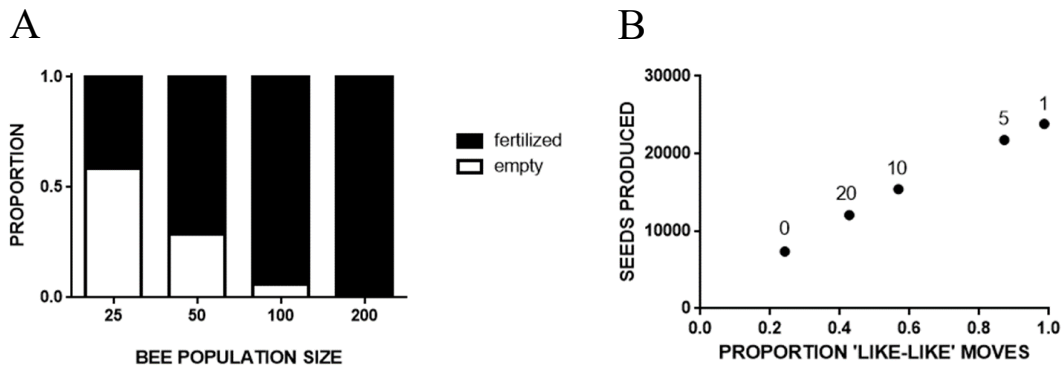 A
PROPORTION
1.0
0.5
0.0
25 50 100 200
BEE POPULATION SIZE
fertilized
empty
B
SEEDS PRODUCED
30000
20000
10000
0
0
20
10
5
1
0.0 0.2 0.4 0.6 0.8 1.0
PROPORTION 'LIKE-LIKE' MOVES